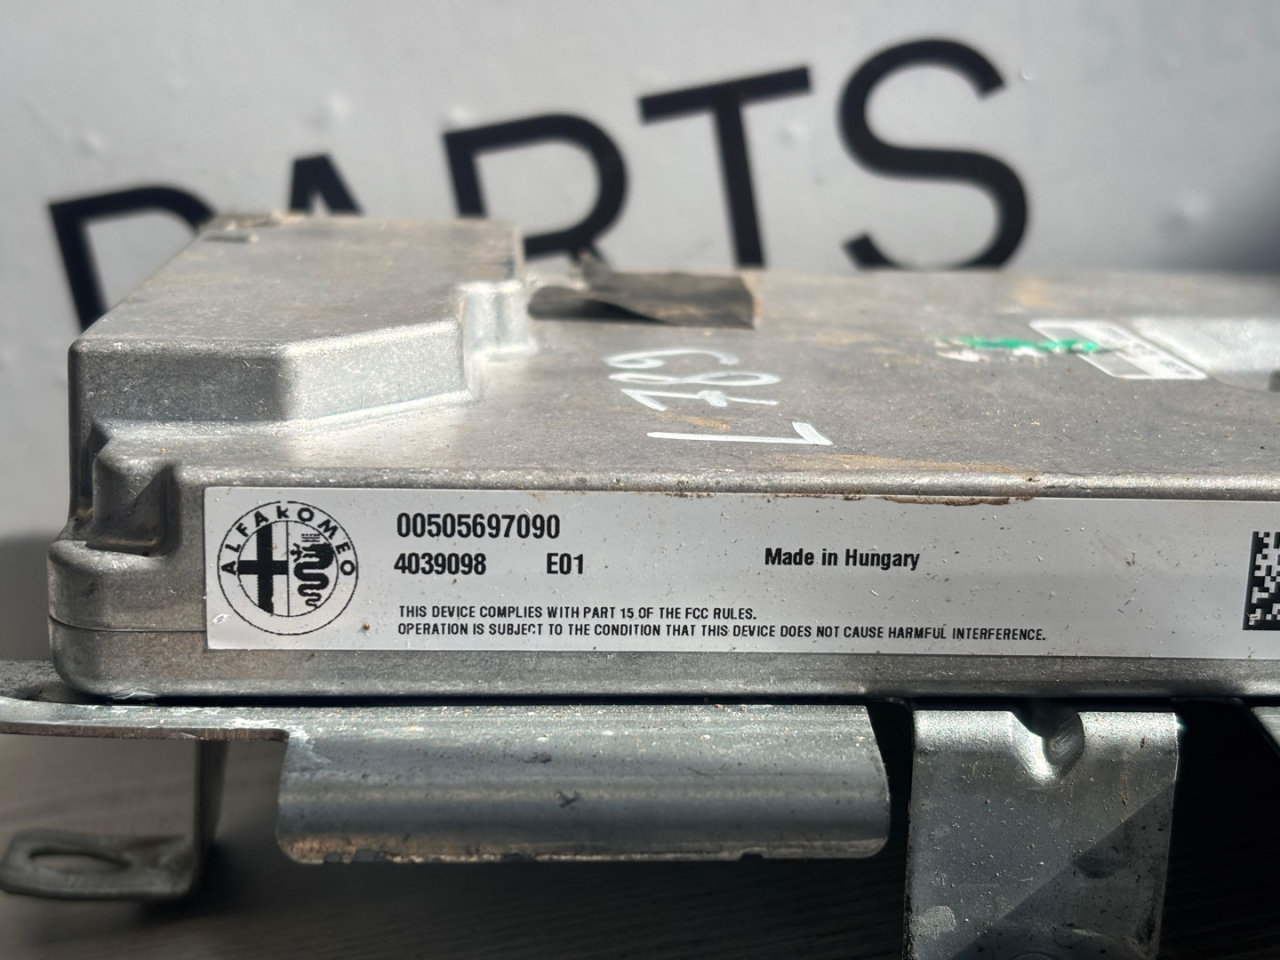 PARTS
L789
ALFA ROMEO
00505697090
4039098 E01
Made in Hungary
THIS DEVICE COMPLIES WITH PART 15 OF THE FCC RULES.
OPERATION IS SUBJECT TO THE CONDITION THAT THIS DEVICE DOES NOT CAUSE HARMFUL INTERFERENCE.